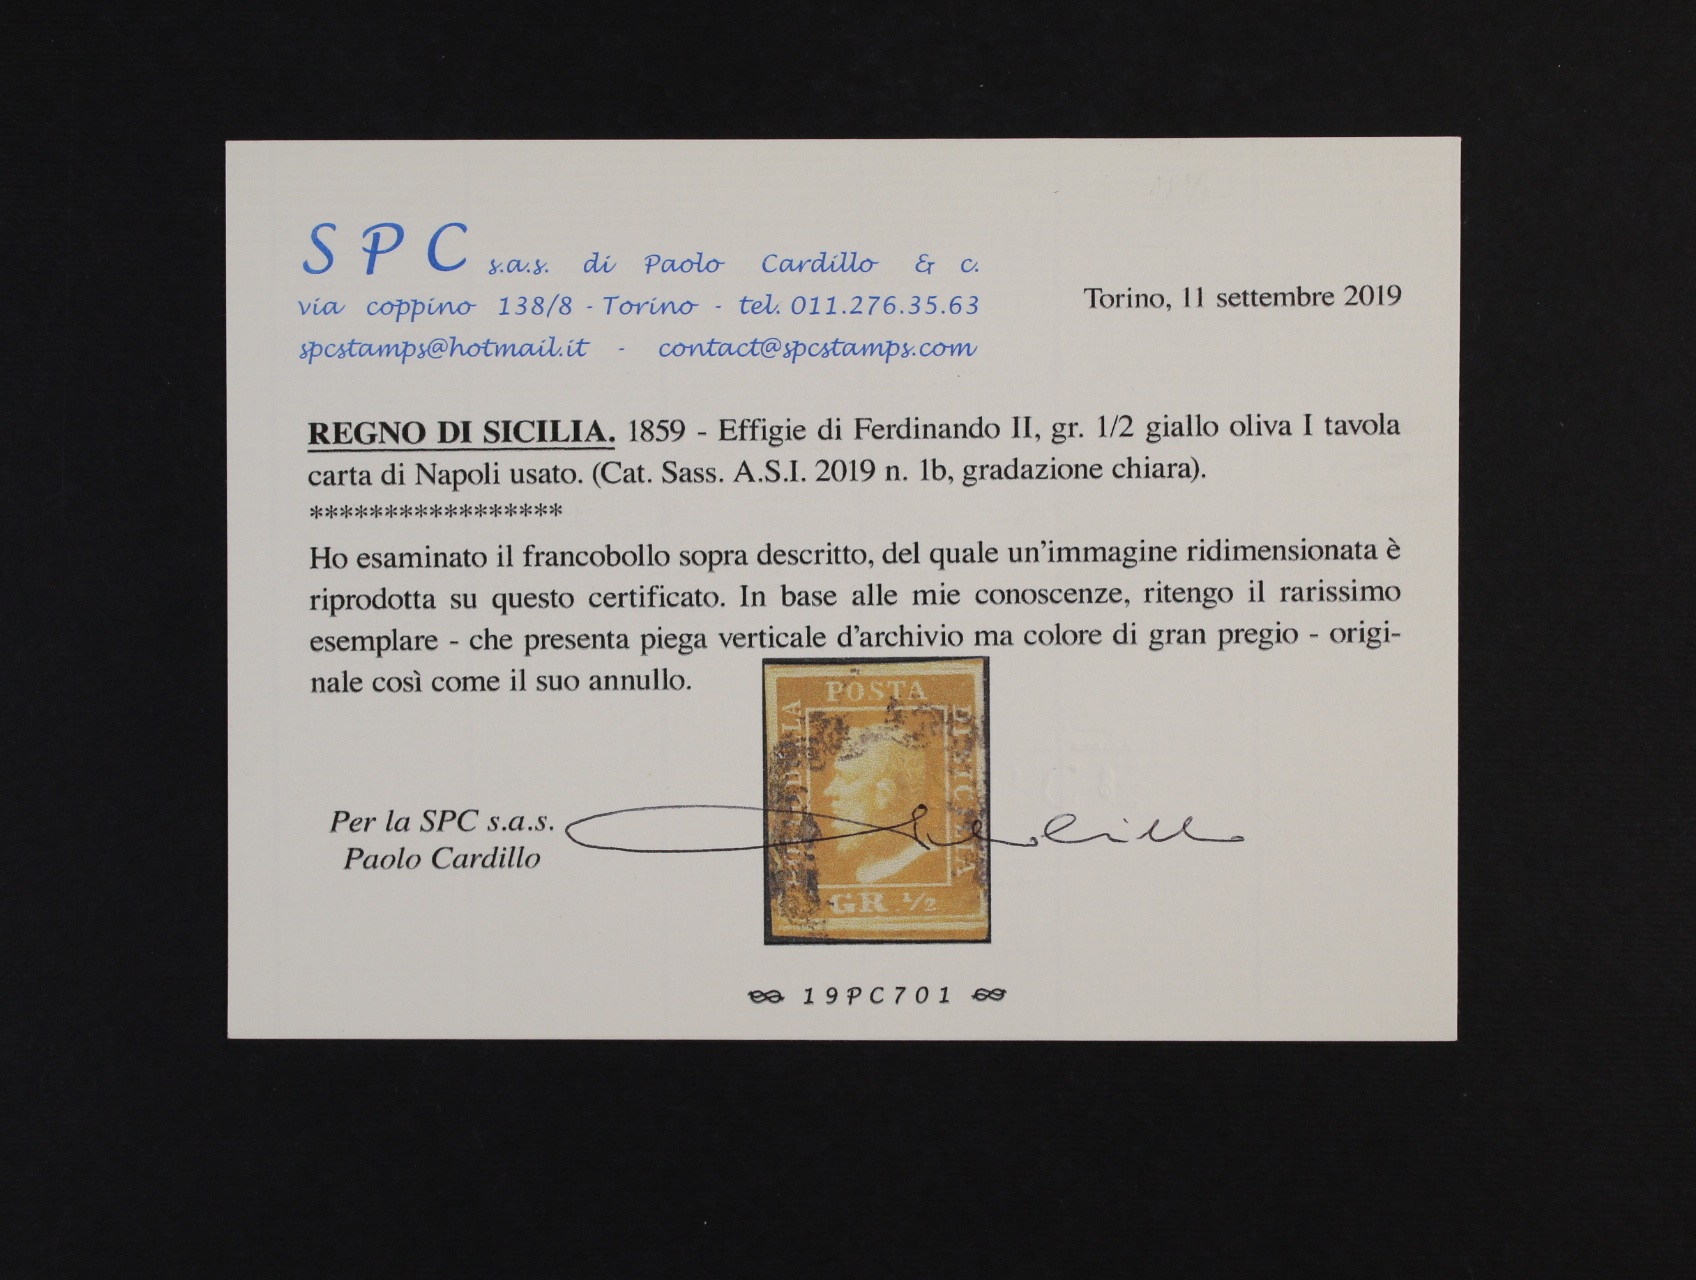 SPC s.a.s. di Paolo Cardillo & c.
via coppino 138/8 - Torino - tel. 011.276.35.63
spcstamps@hotmail.it - contact@spcstamps.com
Torino, 11 settembre 2019
REGNO DI SICILIA. 1859 - Effigie di Ferdinando II, gr. 1/2 giallo oliva I tavola
carta di Napoli usato. (Cat. Sass. A.S.I. 2019 n. 1b, gradazione chiara).
*****************
Ho esaminato il francobollo sopra descritto, del quale un’immagine ridimensionata è
riprodotta su questo certificato. In base alle mie conoscenze, ritengo il rarissimo
esemplare - che presenta piega verticale d’archivio ma colore di gran pregio - origi-
nale così come il suo annullo.
POSTA
DI SICILIA
GR. ½
Per la SPC s.a.s.
Paolo Cardillo
19PC701